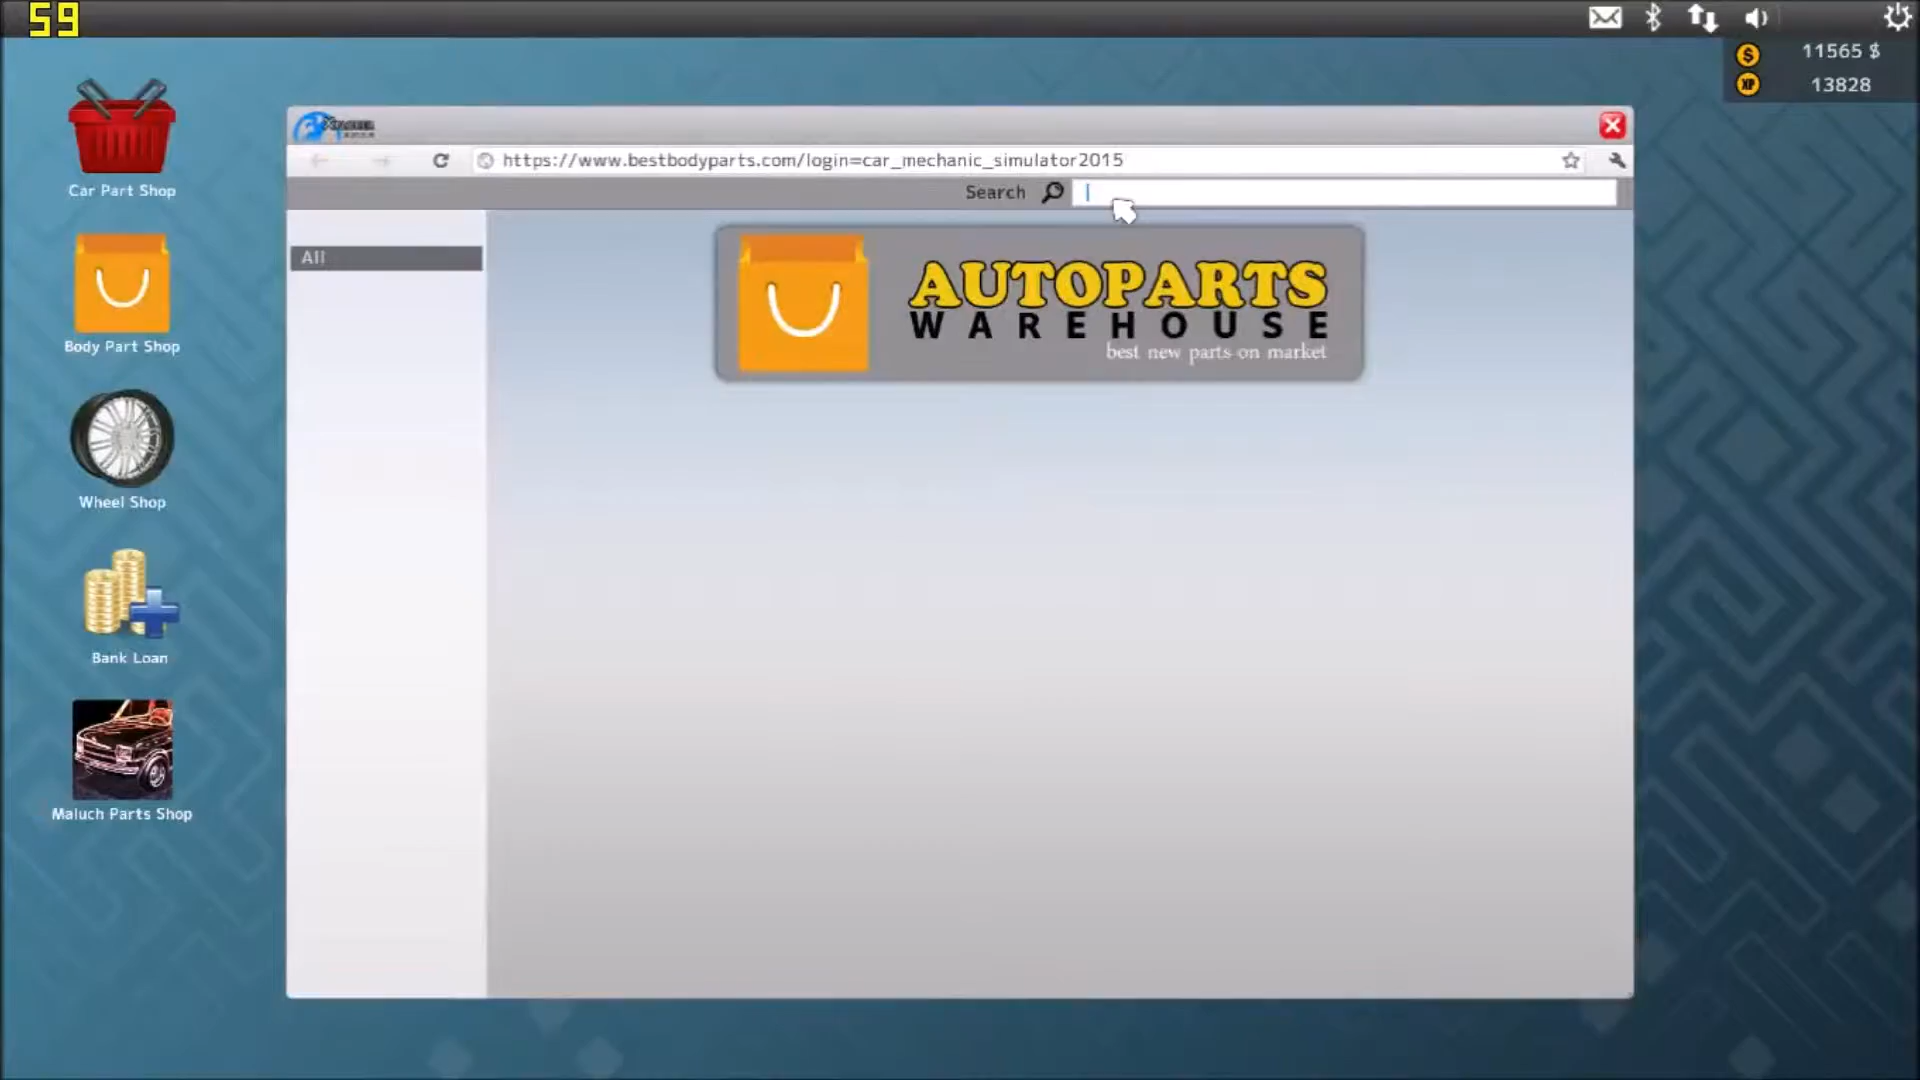 59
11565 $
XP
13828
https://www.bestbodyparts.com/login=car_mechanic_simulator2015
Search
All
AUTOPARTS
WAREHOUSE
best new parts on market
Car Part Shop
Body Part Shop
Wheel Shop
Bank Loan
Maluch Parts Shop